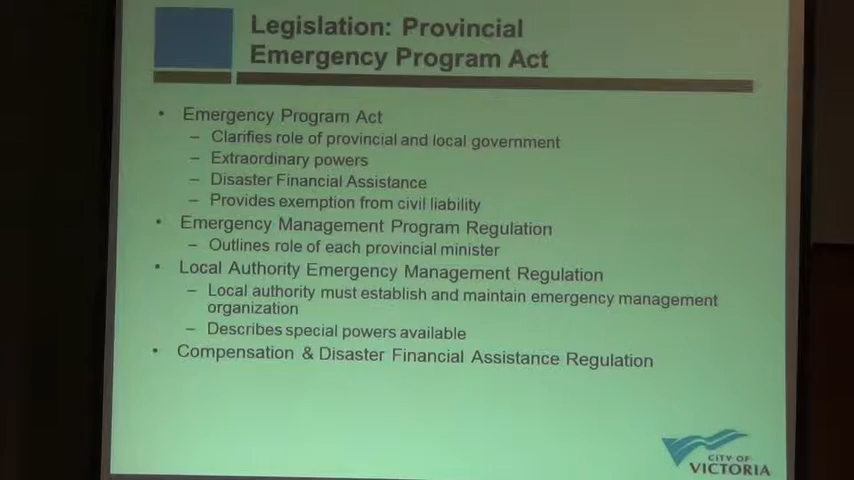 Legislation: Provincial
Emergency Program Act
• Emergency Program Act
– Clarifies role of provincial and local government
– Extraordinary powers
– Disaster Financial Assistance
– Provides exemption from civil liability
• Emergency Management Program Regulation
– Outlines role of each provincial minister
• Local Authority Emergency Management Regulation
– Local authority must establish and maintain emergency management
organization
– Describes special powers available
• Compensation & Disaster Financial Assistance Regulation
CITY OF
VICTORIA